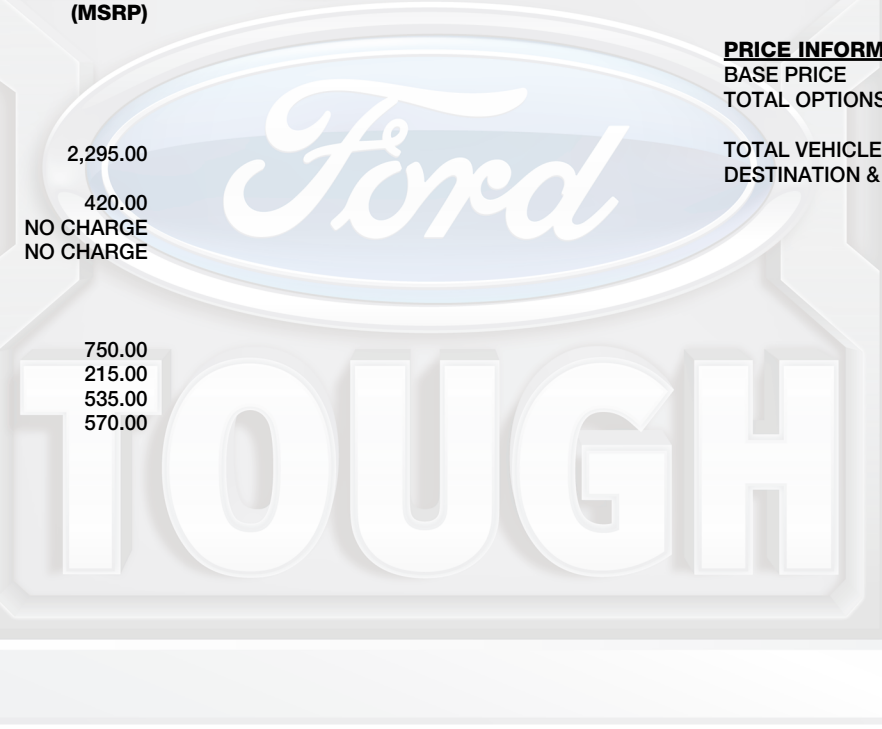 (MSRP)
2,295.00
420.00
NO CHARGE
NO CHARGE
750.00
215.00
535.00
570.00
PRICE INFORM
BASE PRICE
TOTAL OPTIONS
TOTAL VEHICLE
DESTINATION &
Ford
TOUGH